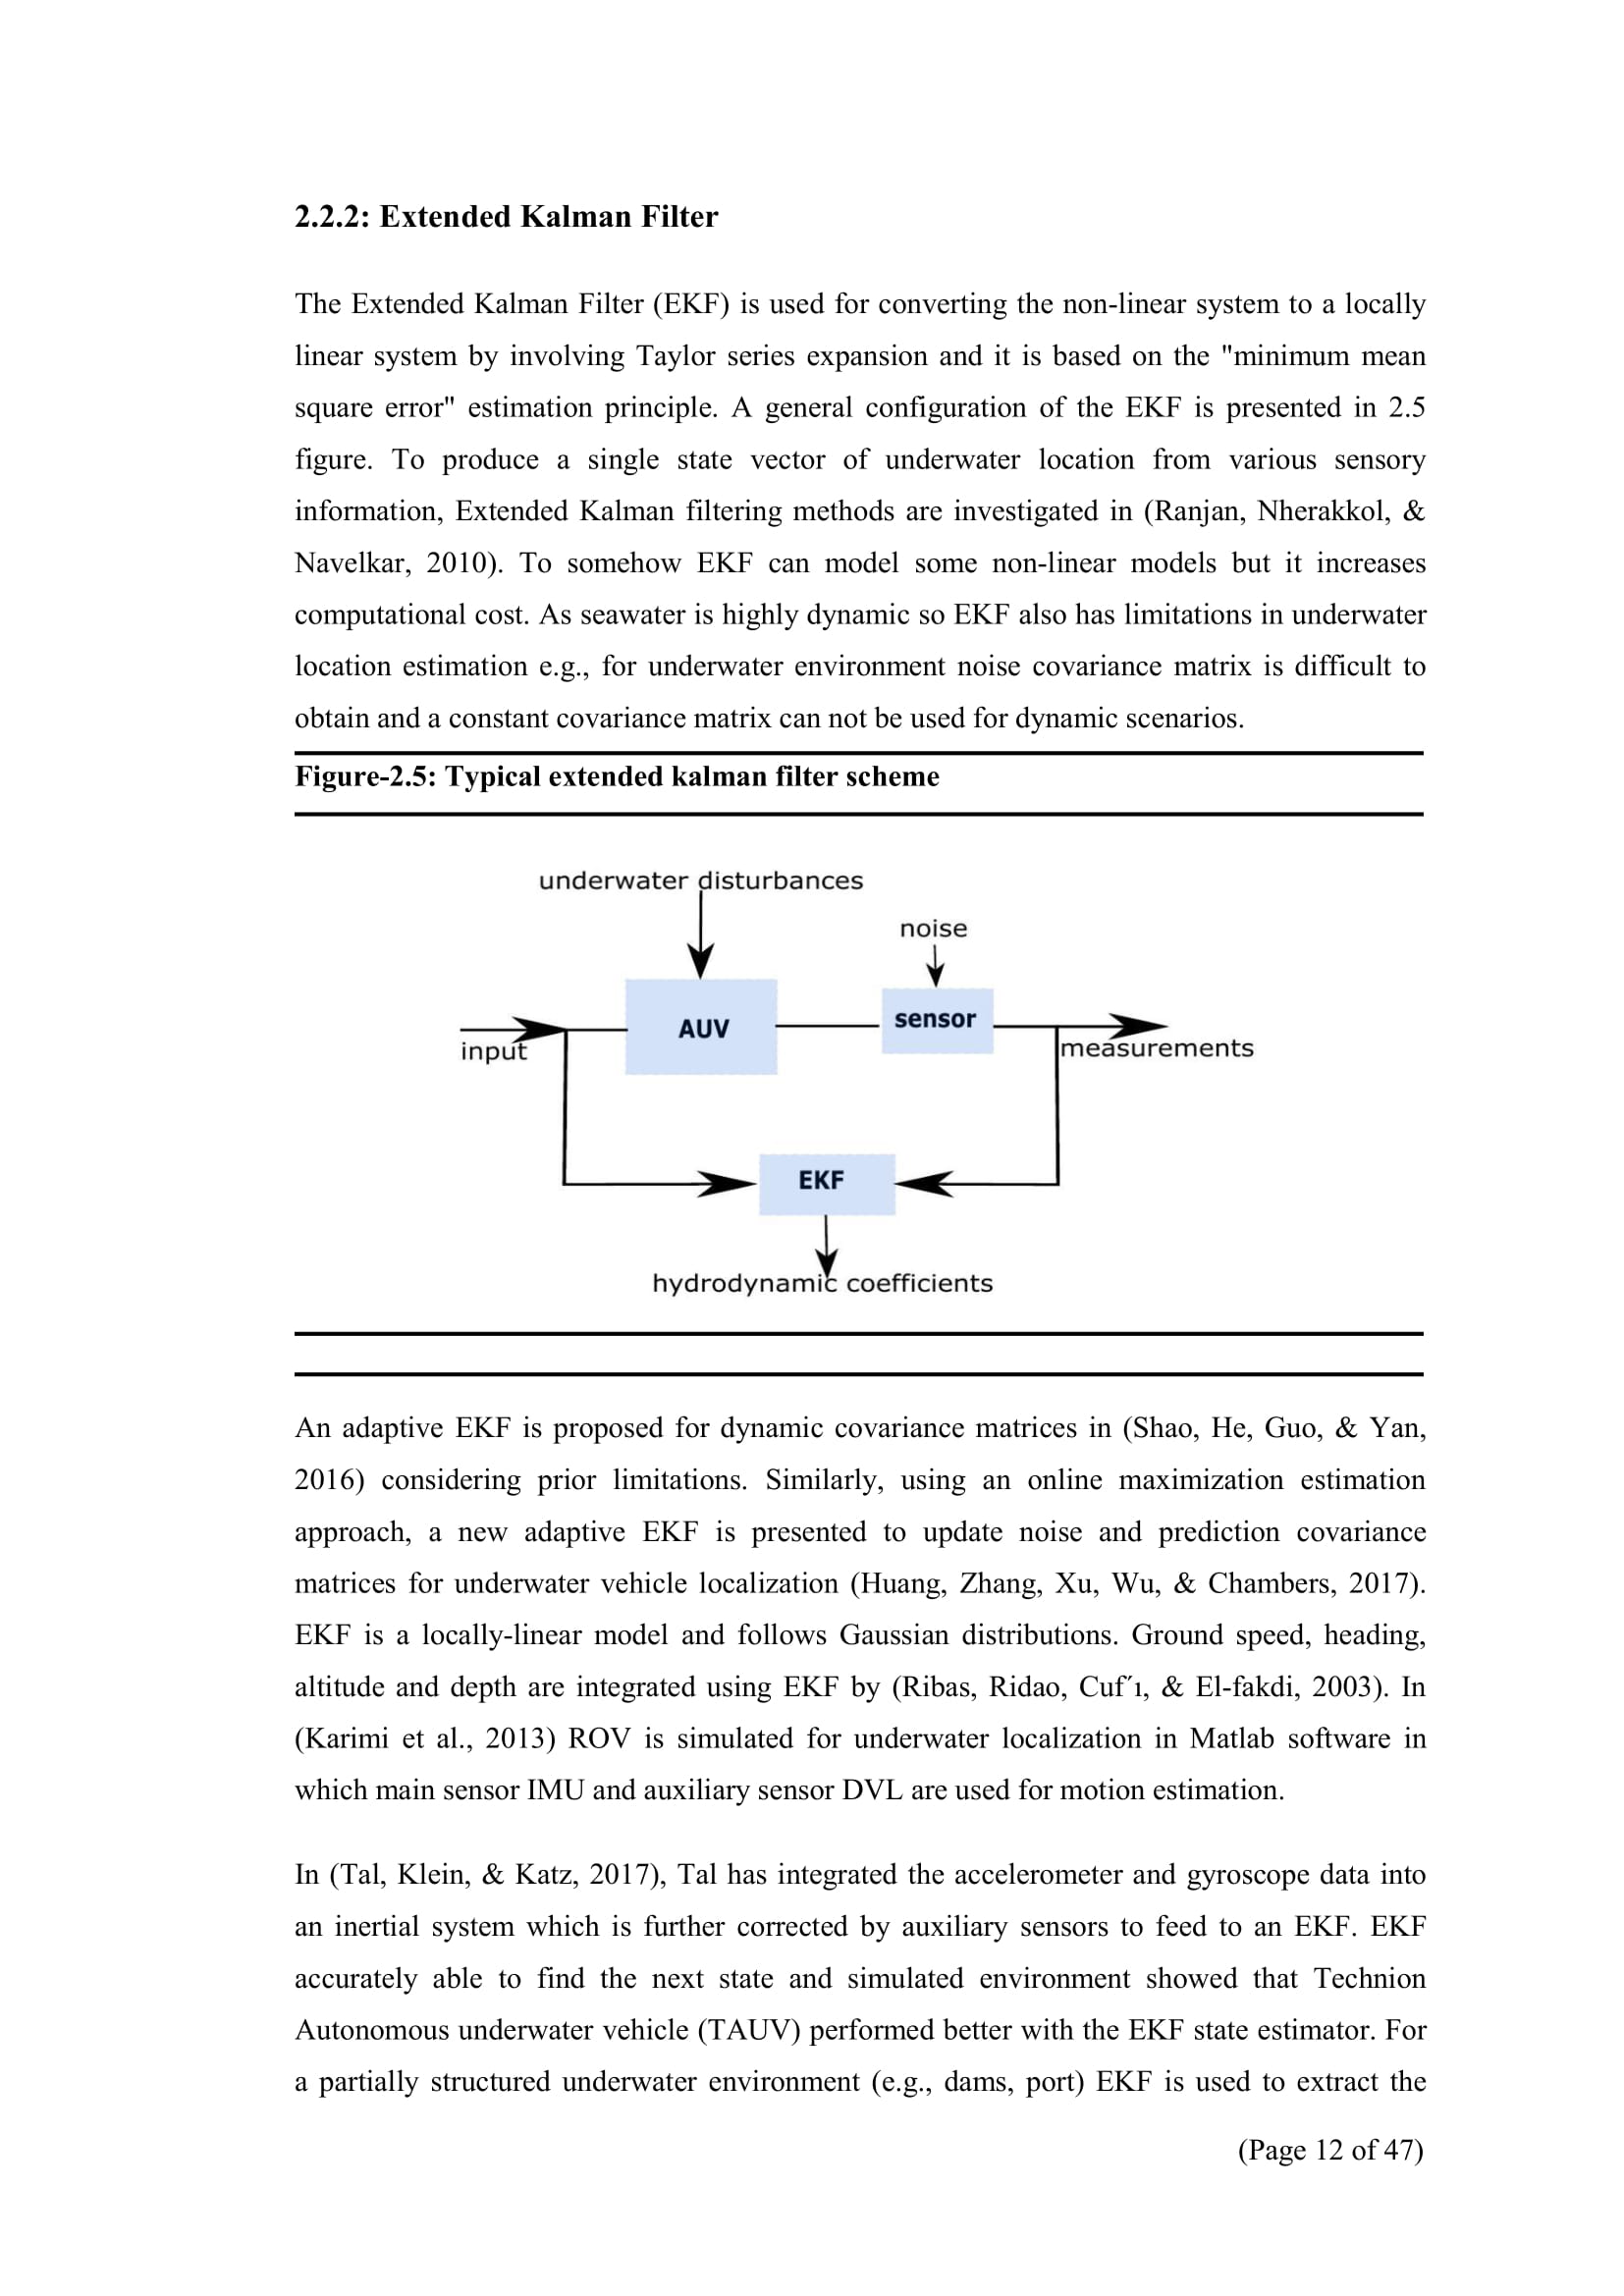 2.2.2: Extended Kalman Filter
The Extended Kalman Filter (EKF) is used for converting the non-linear system to a locally
linear system by involving Taylor series expansion and it is based on the "minimum mean
square error" estimation principle. A general configuration of the EKF is presented in 2.5
figure. To produce a single state vector of underwater location from various sensory
information, Extended Kalman filtering methods are investigated in (Ranjan, Nherakkol, &
Navelkar, 2010). To somehow EKF can model some non-linear models but it increases
computational cost. As seawater is highly dynamic so EKF also has limitations in underwater
location estimation e.g., for underwater environment noise covariance matrix is difficult to
obtain and a constant covariance matrix can not be used for dynamic scenarios.
Figure-2.5: Typical extended kalman filter scheme
underwater disturbances
noise
AUV
sensor
input
measurements
EKF
hydrodynamic coefficients
An adaptive EKF is proposed for dynamic covariance matrices in (Shao, He, Guo, & Yan,
2016) considering prior limitations. Similarly, using an online maximization estimation
approach, a new adaptive EKF is presented to update noise and prediction covariance
matrices for underwater vehicle localization (Huang, Zhang, Xu, Wu, & Chambers, 2017).
EKF is a locally-linear model and follows Gaussian distributions. Ground speed, heading,
altitude and depth are integrated using EKF by (Ribas, Ridao, Cuf´ı, & El-fakdi, 2003). In
(Karimi et al., 2013) ROV is simulated for underwater localization in Matlab software in
which main sensor IMU and auxiliary sensor DVL are used for motion estimation.
In (Tal, Klein, & Katz, 2017), Tal has integrated the accelerometer and gyroscope data into
an inertial system which is further corrected by auxiliary sensors to feed to an EKF. EKF
accurately able to find the next state and simulated environment showed that Technion
Autonomous underwater vehicle (TAUV) performed better with the EKF state estimator. For
a partially structured underwater environment (e.g., dams, port) EKF is used to extract the
(Page 12 of 47)